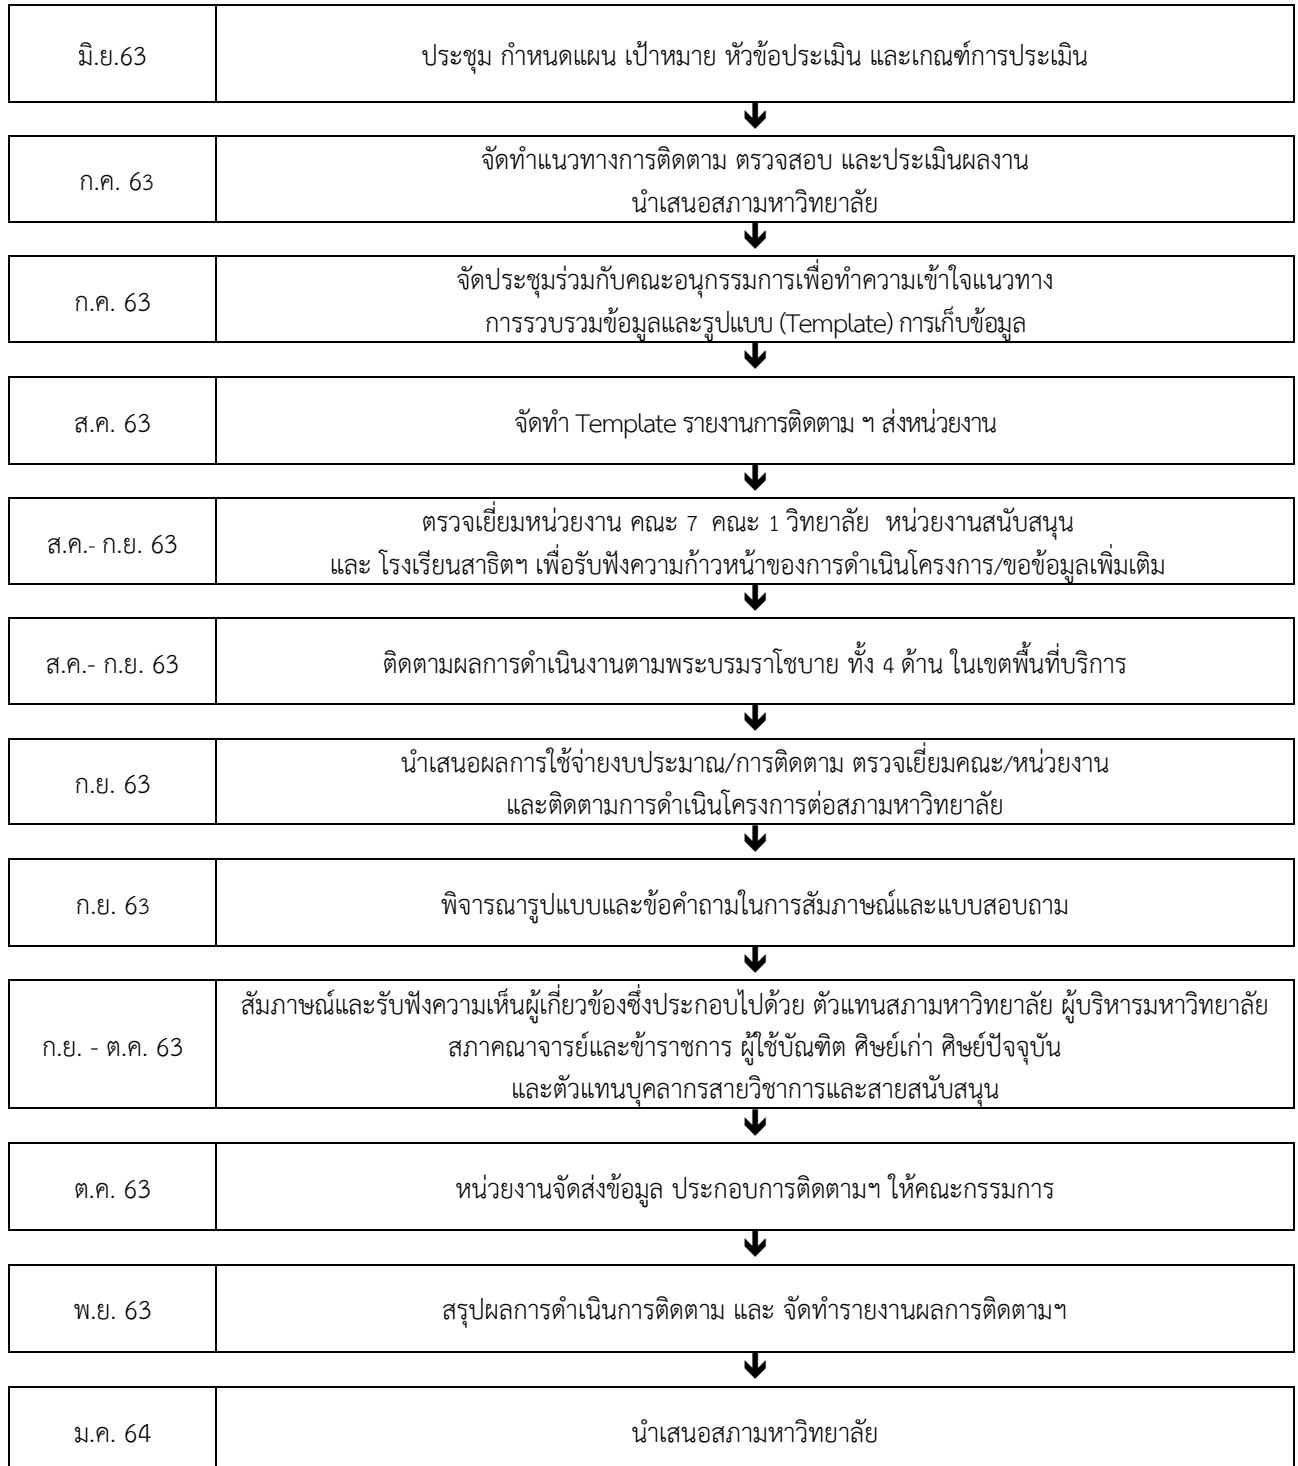 มิ.ย.63
ประชุม กำหนดแผน เป้าหมาย หัวข้อประเมิน และเกณฑ์การประเมิน
ก.ค. 63
จัดทำแนวทางการติดตาม ตรวจสอบ และประเมินผลงาน
นำเสนอสภามหาวิทยาลัย
ก.ค. 63
จัดประชุมร่วมกับคณะอนุกรรมการเพื่อทำความเข้าใจแนวทาง
การรวบรวมข้อมูลและรูปแบบ (Template) การเก็บข้อมูล
ส.ค. 63
จัดทำ Template รายงานการติดตาม ฯ ส่งหน่วยงาน
ส.ค.- ก.ย. 63
ตรวจเยี่ยมหน่วยงาน คณะ 7 คณะ 1 วิทยาลัย หน่วยงานสนับสนุน
และ โรงเรียนสาธิตฯ เพื่อรับฟังความก้าวหน้าของการดำเนินโครงการ/ขอข้อมูลเพิ่มเติม
ส.ค.- ก.ย. 63
ติดตามผลการดำเนินงานตามพระบรมราโชบาย ทั้ง 4 ด้าน ในเขตพื้นที่บริการ
ก.ย. 63
นำเสนอผลการใช้จ่ายงบประมาณ/การติดตาม ตรวจเยี่ยมคณะ/หน่วยงาน
และติดตามการดำเนินโครงการต่อสภามหาวิทยาลัย
ก.ย. 63
พิจารณารูปแบบและข้อคำถามในการสัมภาษณ์และแบบสอบถาม
ก.ย. - ต.ค. 63
สัมภาษณ์และรับฟังความเห็นผู้เกี่ยวข้องซึ่งประกอบไปด้วย ตัวแทนสภามหาวิทยาลัย ผู้บริหารมหาวิทยาลัย
สภาคณาจารย์และข้าราชการ ผู้ใช้บัณฑิต ศิษย์เก่า ศิษย์ปัจจุบัน
และตัวแทนบุคลากรสายวิชาการและสายสนับสนุน
ต.ค. 63
หน่วยงานจัดส่งข้อมูล ประกอบการติดตามฯ ให้คณะกรรมการ
พ.ย. 63
สรุปผลการดำเนินการติดตาม และ จัดทำรายงานผลการติดตามฯ
ม.ค. 64
นำเสนอสภามหาวิทยาลัย